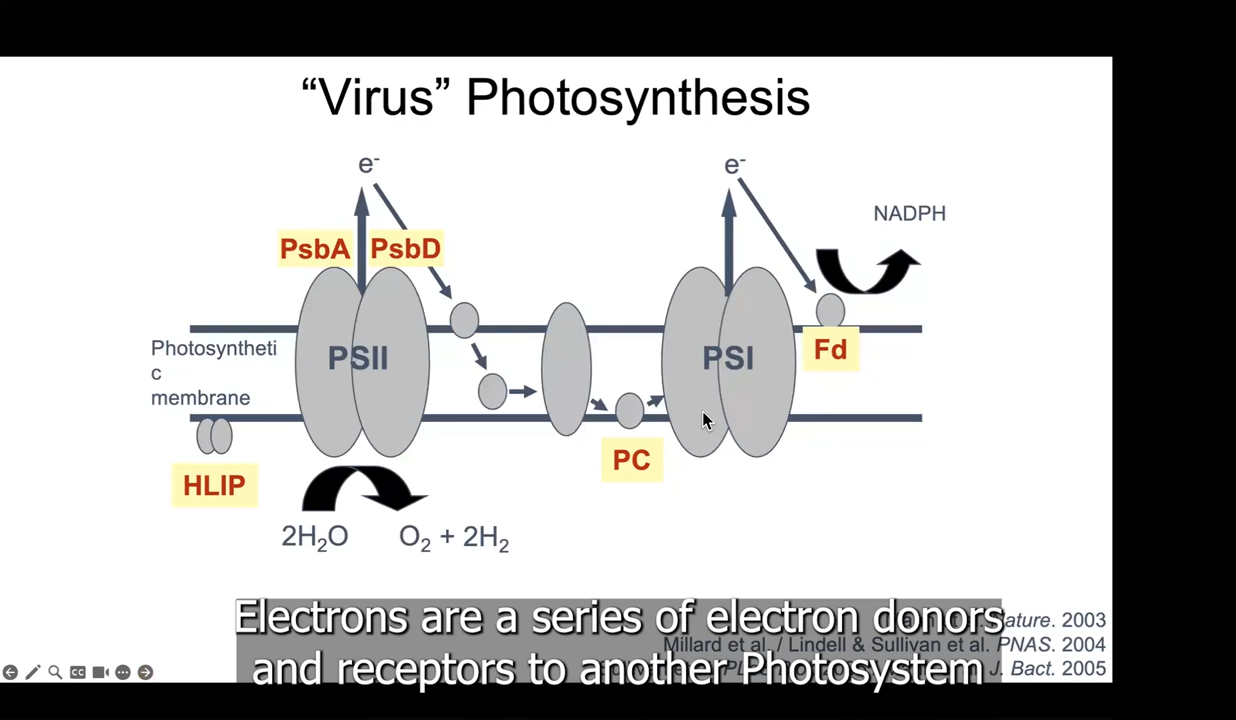 “Virus” Photosynthesis
e-
e-
NADPH
PsbA
PsbD
Photosyntheti
c
membrane
PSII
PSI
Fd
PC
HLIP
2H2O
O2 + 2H2
Nature. 2003
Millard et al. / Lindell & Sullivan et al. PNAS. 2004
J. Bact. 2005
Electrons are a series of electron donors
and receptors to another Photosystem